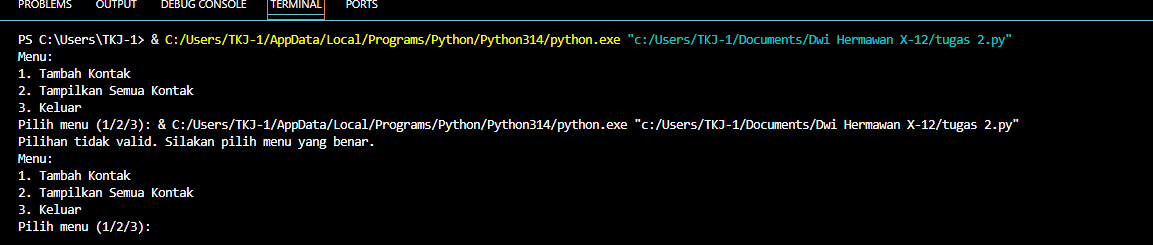 PROBLEMS OUTPUT DEBUG CONSOLE TERMINAL PORTS
PS C:\Users\TKJ-1> & C:/Users/TKJ-1/AppData/Local/Programs/Python/Python314/python.exe "c:/Users/TKJ-1/Documents/Dwi Hermawan X-12/tugas 2.py"
Menu:
1. Tambah Kontak
2. Tampilkan Semua Kontak
3. Keluar
Pilih menu (1/2/3): & C:/Users/TKJ-1/AppData/Local/Programs/Python/Python314/python.exe "c:/Users/TKJ-1/Documents/Dwi Hermawan X-12/tugas 2.py"
Pilihan tidak valid. Silakan pilih menu yang benar.
Menu:
1. Tambah Kontak
2. Tampilkan Semua Kontak
3. Keluar
Pilih menu (1/2/3):